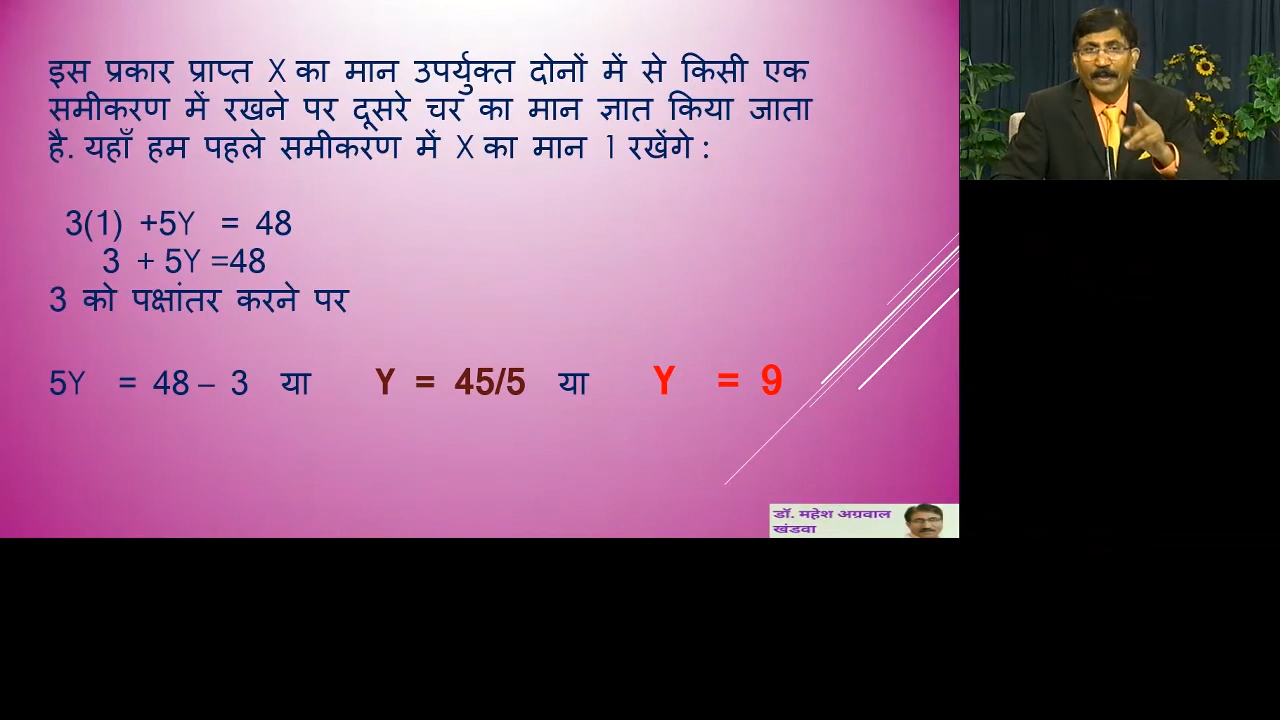 इस प्रकार प्राप्त X का मान उपर्युक्त दोनों में से किसी एक
समीकरण में रखने पर दूसरे चर का मान ज्ञात किया जाता
है. यहाँ हम पहले समीकरण में X का मान 1 रखेंगे :
3(1) +5Y = 48
3 + 5Y =48
3 को पक्षांतर करने पर
5Y = 48 – 3 या Y = 45/5 या Y = 9
डॉ. महेश अग्रवाल
खंडवा